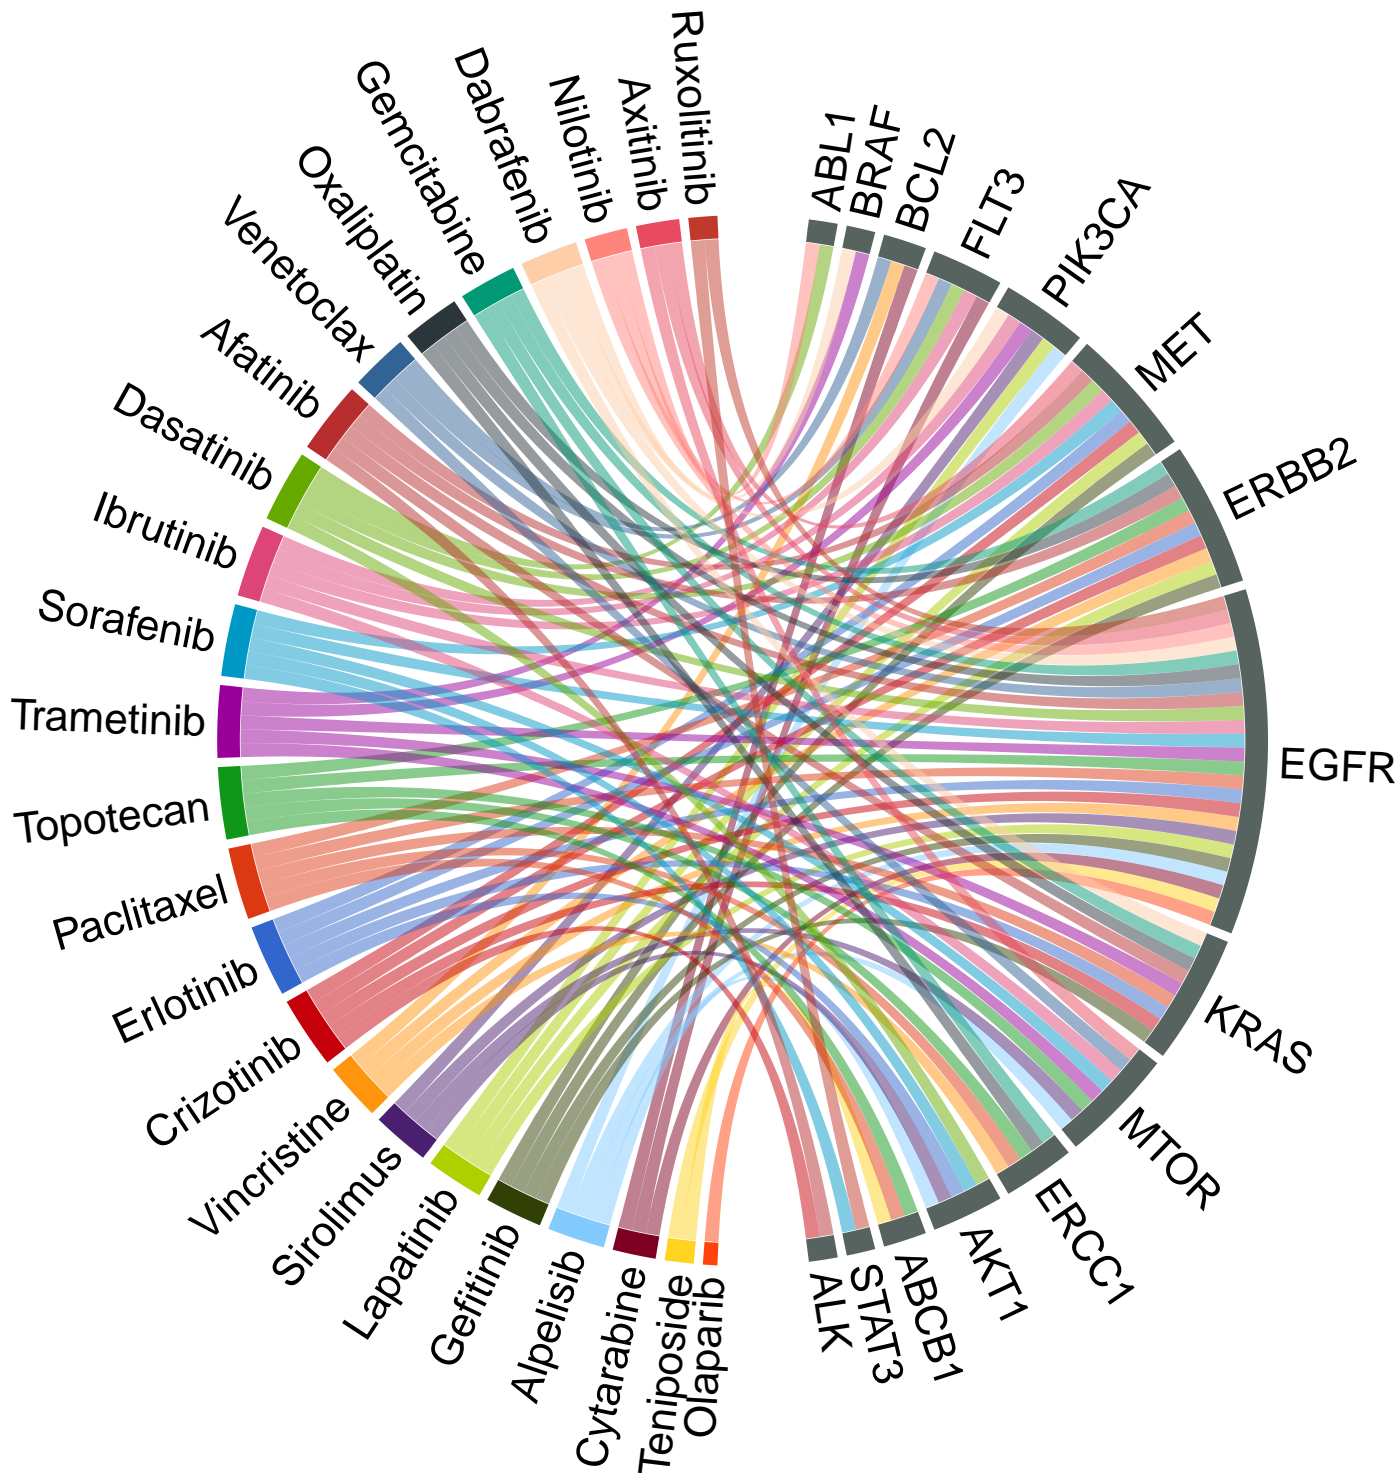 Ruxolitinib
Axitinib
Nilotinib
Dabrafenib
Gemcitabine
Oxaliplatin
Venetoclax
Afatinib
Dasatinib
Ibrutinib
Sorafenib
Trametinib
Topotecan
Paclitaxel
Erlotinib
Crizotinib
Vincristine
Sirolimus
Lapatinib
Gefitinib
Alpelisib
Cytarabine
Teniposide
Olaparib
ABL1
BRAF
BCL2
FLT3
PIK3CA
MET
ERBB2
EGFR
KRAS
MTOR
ERCC1
AKT1
ABCB1
STAT3
ALK